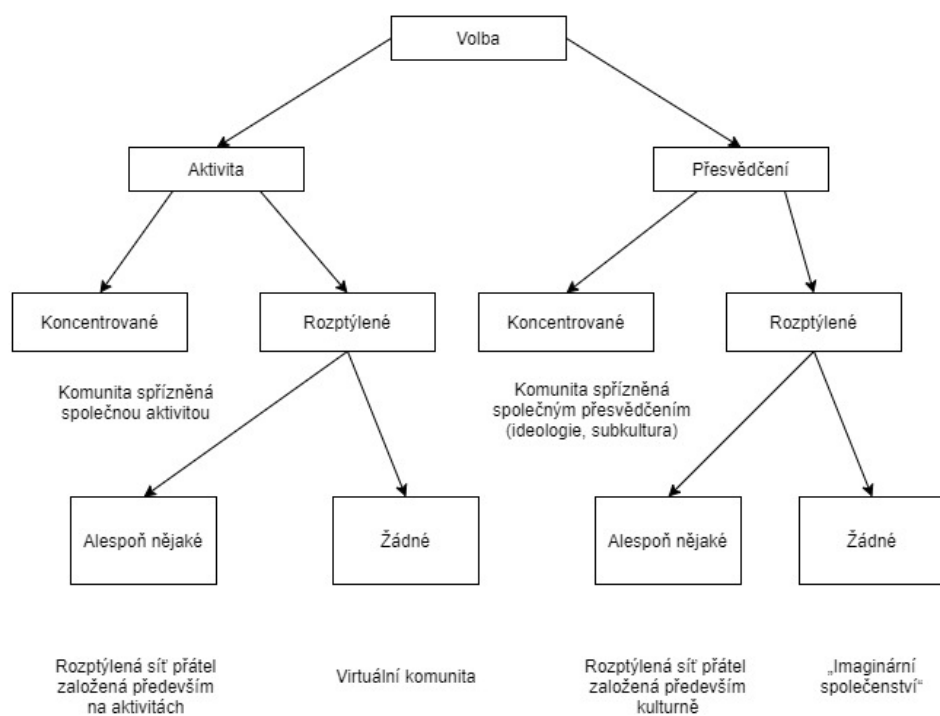 Volba
Aktivita
Přesvědčení
Koncentrované
Rozptýlené
Koncentrované
Rozptýlené
Komunita spřízněná
společnou aktivitou
Komunita spřízněná
společným přesvědčením
(ideologie, subkultura)
Alespoň nějaké
Žádné
Alespoň nějaké
Žádné
Rozptýlená síť přátel
založená především
na aktivitách
Virtuální komunita
Rozptýlená síť přátel
založená především
kulturně
„Imaginární
společenství“